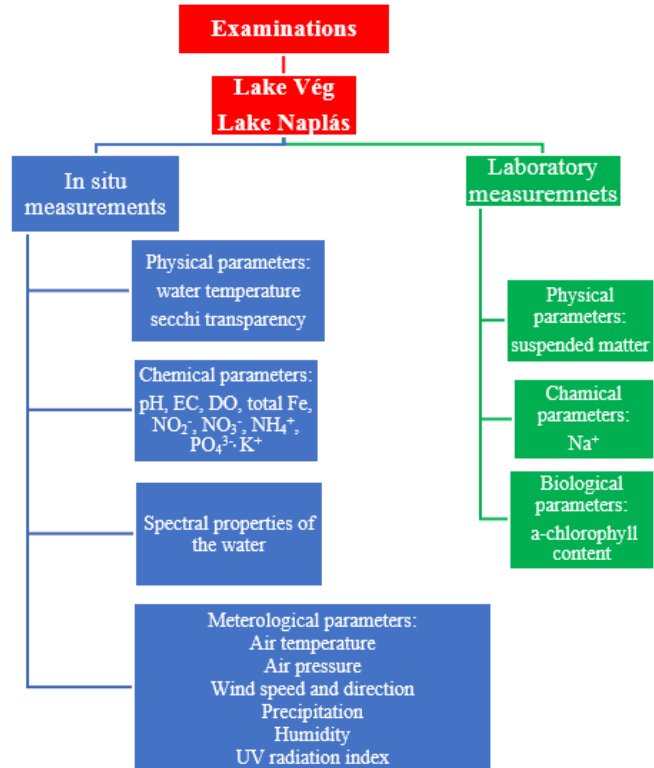 Examinations
Lake Vég
Lake Naplás
In situ
measurements
Physical parameters:
water temperature
secchi transparency
Chemical parameters:
pH, EC, DO, total Fe,
NO₂⁻, NO₃⁻, NH₄⁺,
PO₄³⁻, K⁺
Spectral properties of
the water
Meterological parameters:
Air temperature
Air pressure
Wind speed and direction
Precipitation
Humidity
UV radiation index
Laboratory
measuremnets
Physical
parameters:
suspended matter
Chamical
parameters:
Na⁺
Biological
parameters:
a-chlorophyll
content